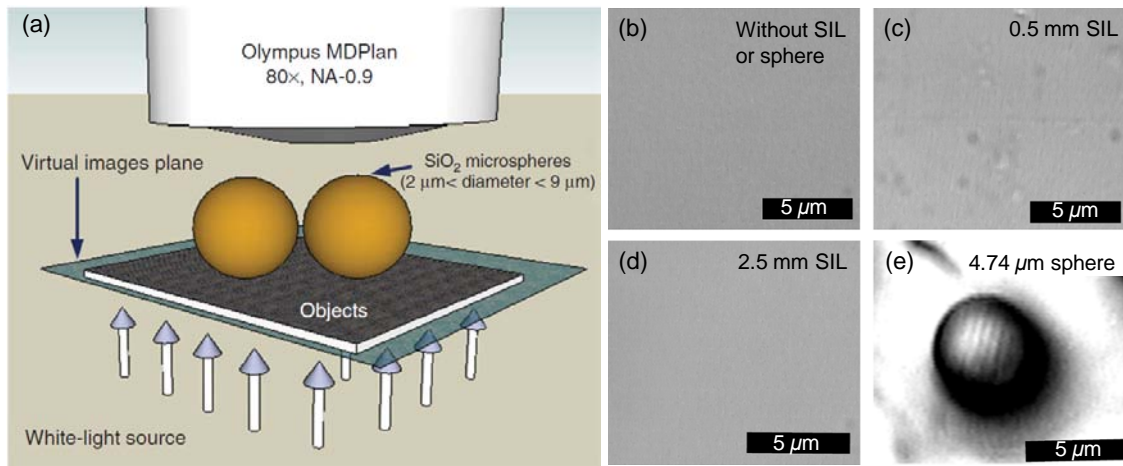 (a)
Olympus MDPlan
80×, NA-0.9
Virtual images plane
SiO₂ microspheres
(2 μm< diameter < 9 μm)
Objects
White-light source
(b)
Without SIL
or sphere
5 µm
(c)
0.5 mm SIL
5 µm
(d)
2.5 mm SIL
5 µm
(e)
4.74 µm sphere
5 µm